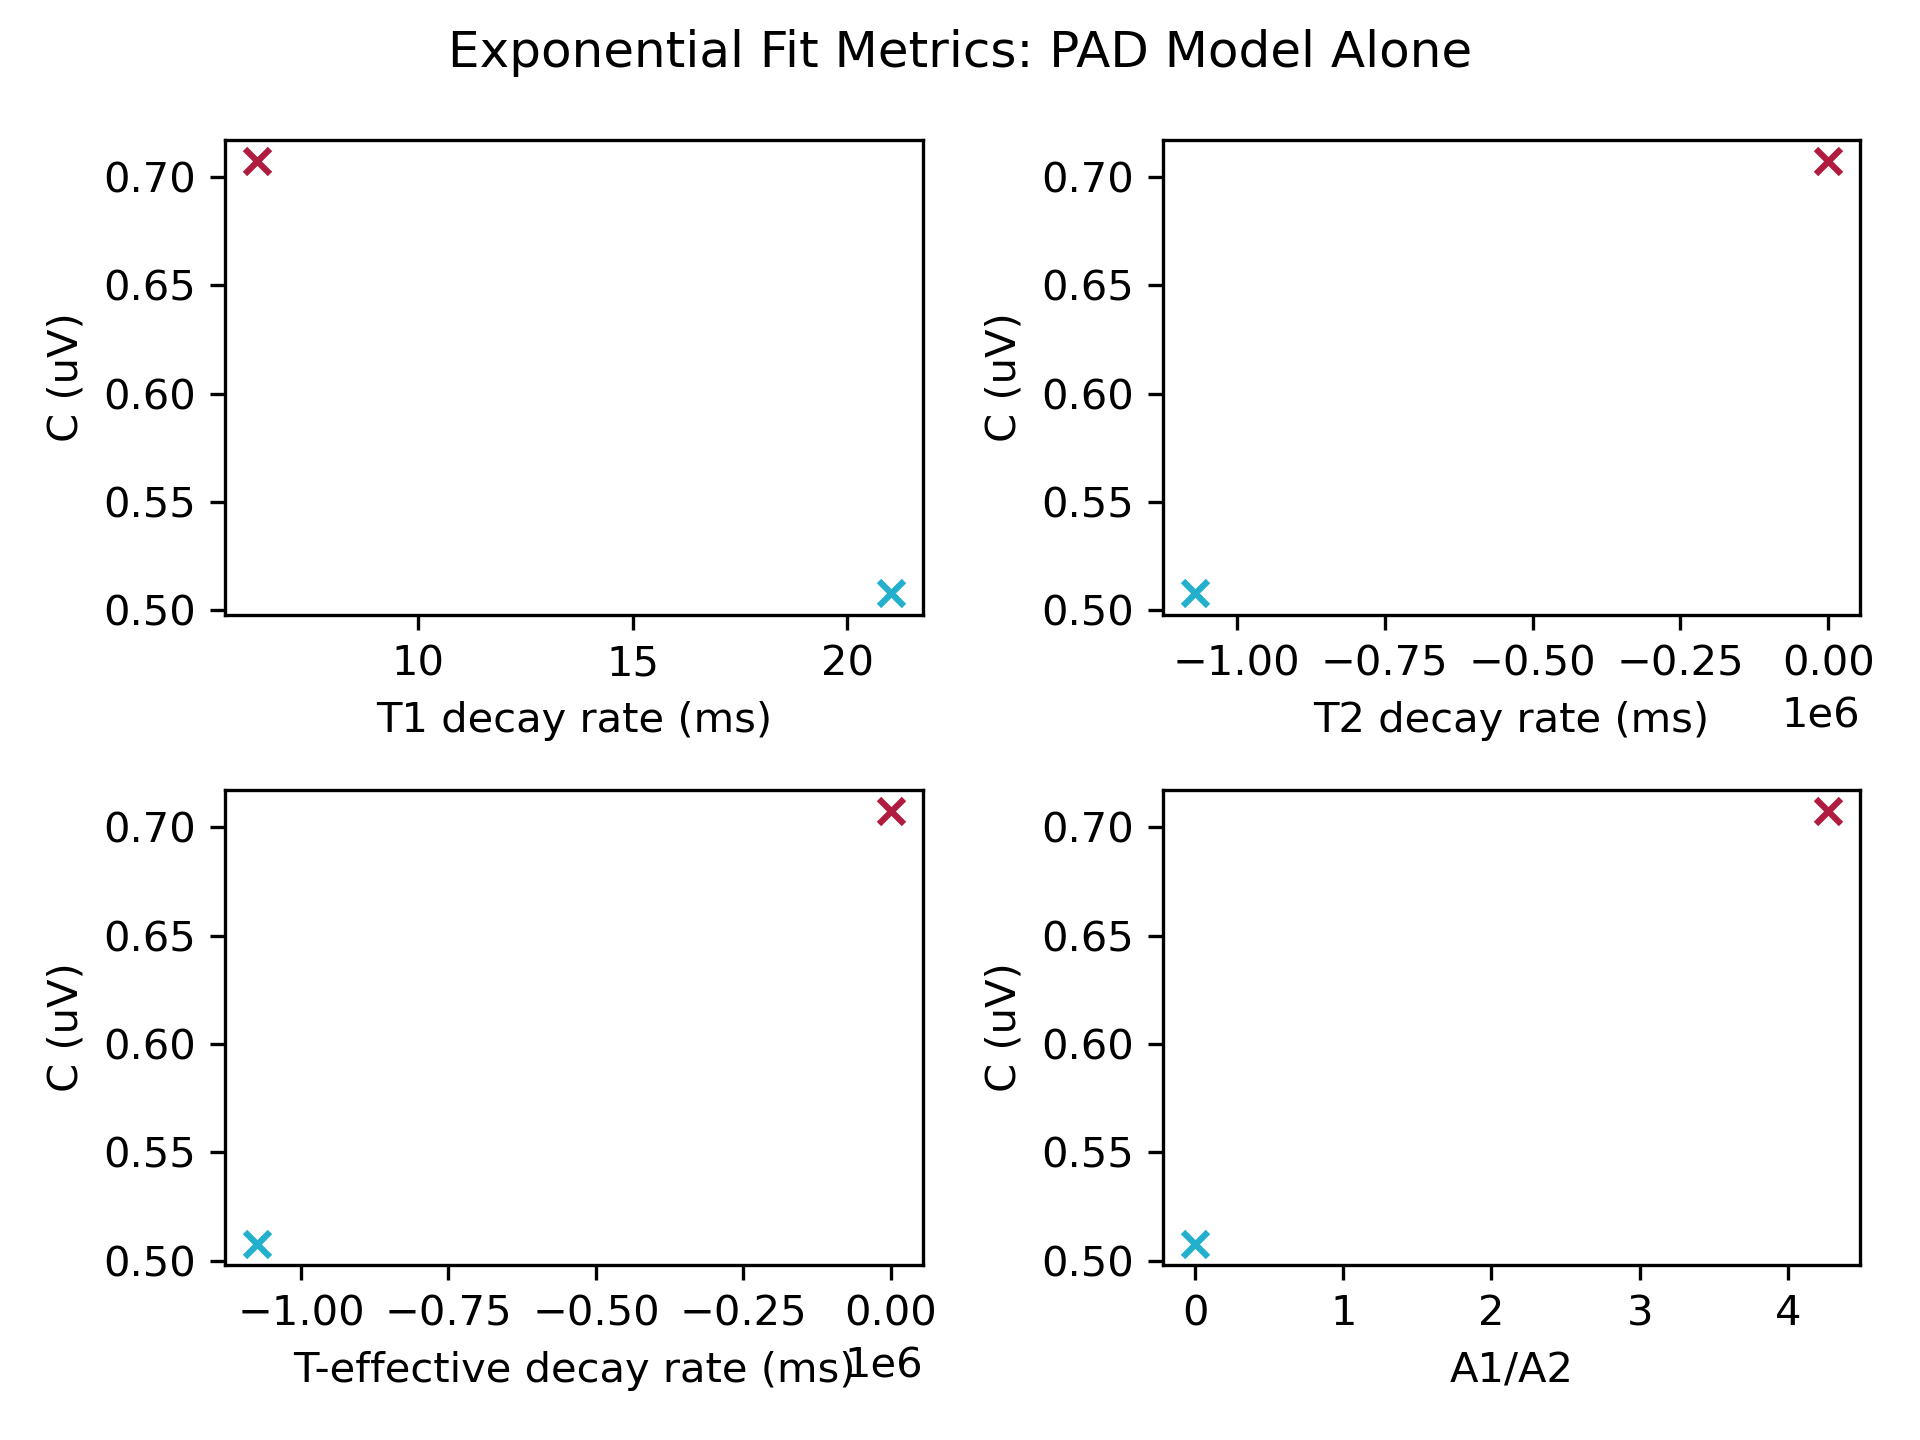 Exponential Fit Metrics: PAD Model Alone
0.70
0.65
0.60
0.55
0.50
C (uV)
10 15 20
T1 decay rate (ms)
0.70
0.65
0.60
0.55
0.50
C (uV)
−1.00 −0.75 −0.50 −0.25 0.00
T2 decay rate (ms)
1e6
0.70
0.65
0.60
0.55
0.50
C (uV)
−1.00 −0.75 −0.50 −0.25 0.00
T-effective decay rate (ms)
1e6
0.70
0.65
0.60
0.55
0.50
C (uV)
0 1 2 3 4
A1/A2